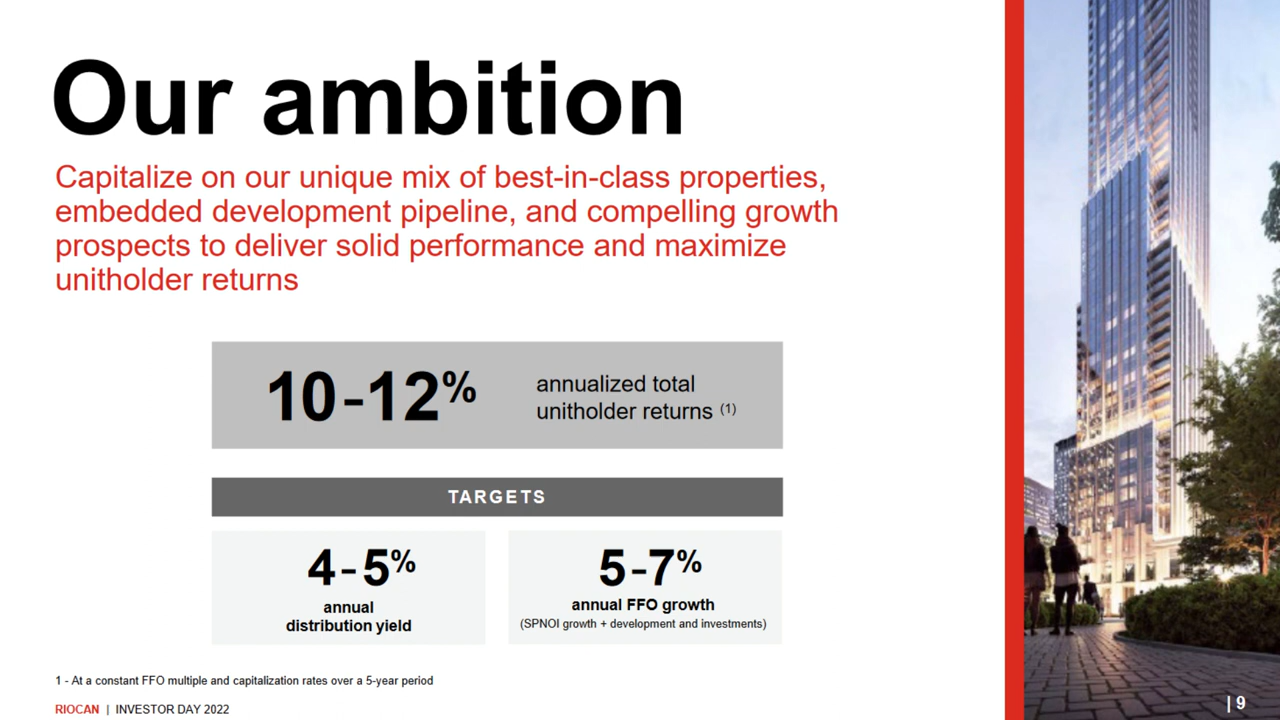 Our ambition
Capitalize on our unique mix of best-in-class properties,
embedded development pipeline, and compelling growth
prospects to deliver solid performance and maximize
unitholder returns
10-12%
annualized total
unitholder returns (1)
TARGETS
4-5%
annual
distribution yield
5-7%
annual FFO growth
(SPNOI growth + development and investments)
1 - At a constant FFO multiple and capitalization rates over a 5-year period
RIOCAN | INVESTOR DAY 2022
| 9